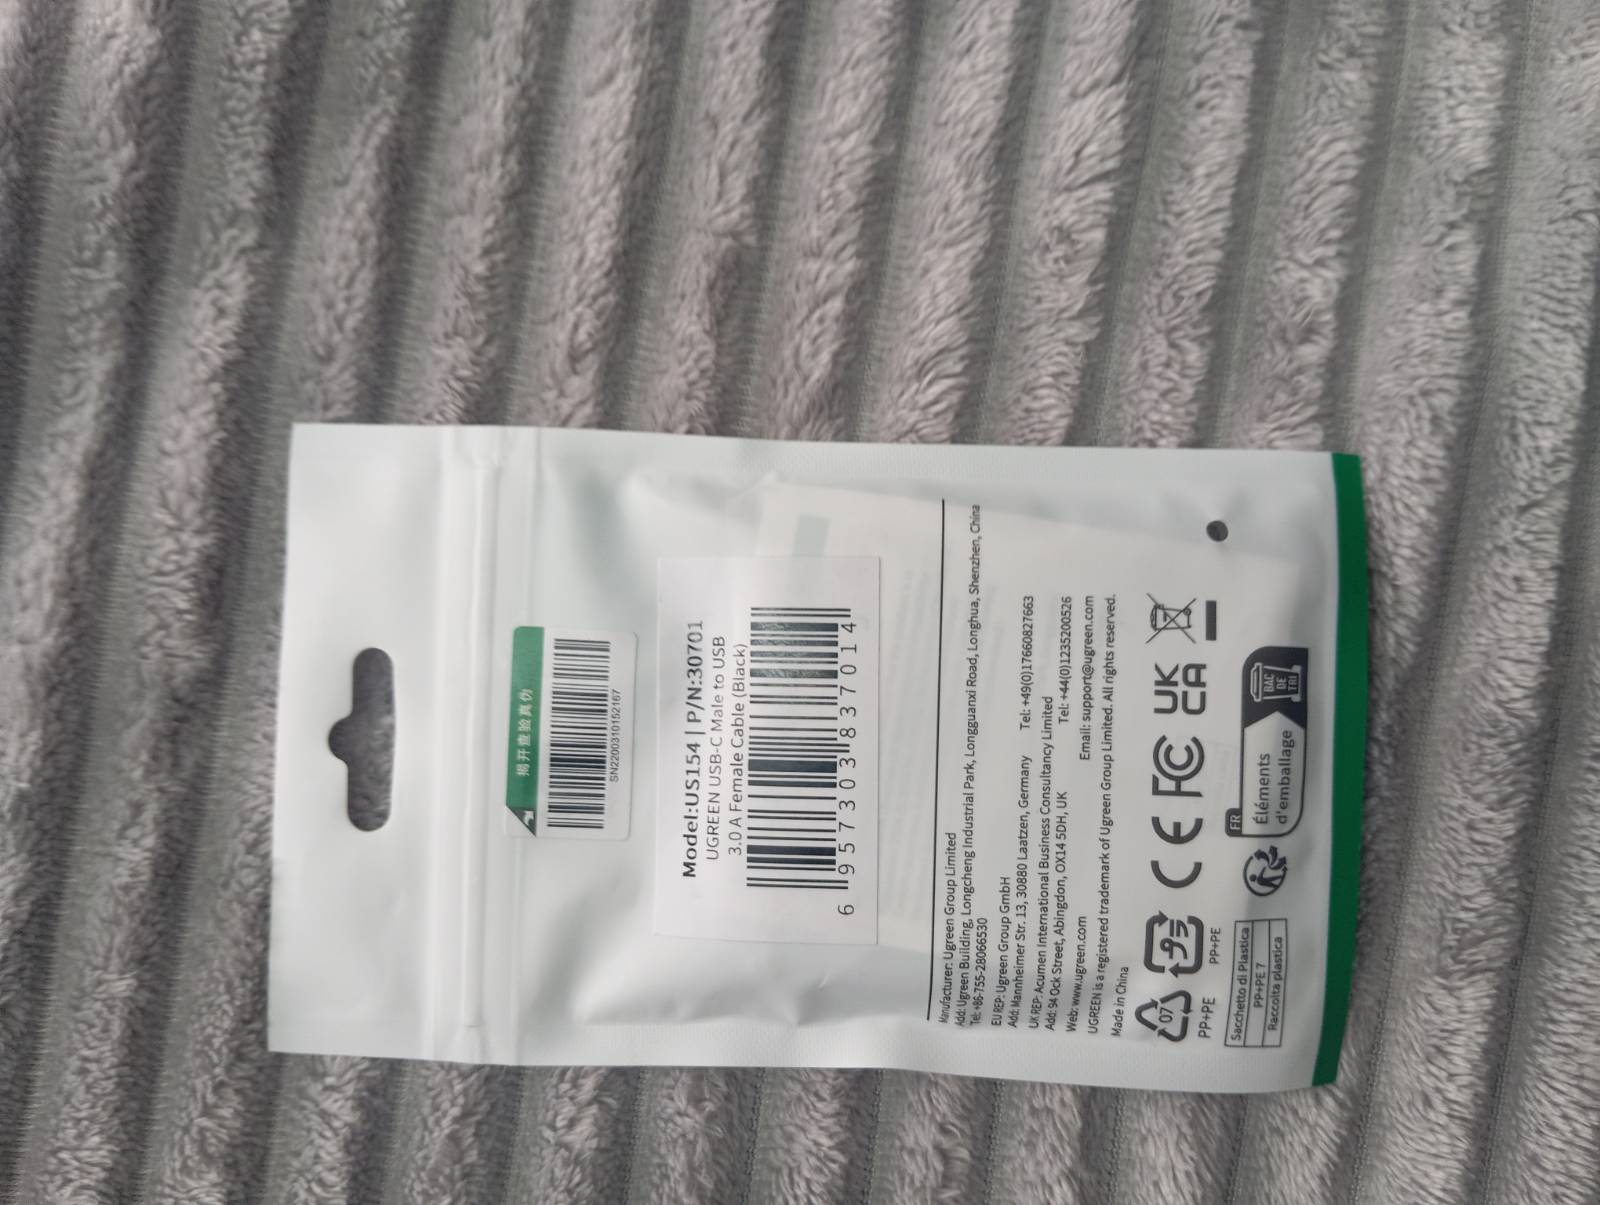 揭开查验真伪
SN2200310152167
Model:US154 | P/N:30701
UGREEN USB-C Male to USB
3.0 A Female Cable (Black)
6 957303 837014
Manufacturer: Ugreen Group Limited
Add: Ugreen Building, Longcheng Industrial Park, Longguanxi Road, Longhua, Shenzhen, China
Tel: +86-755-28066530
EU REP: Ugreen Group GmbH
Add: Mannheimer Str. 13, 30880 Laatzen, Germany Tel: +49(0)17660827663
UK REP: Acumen International Business Consultancy Limited
Add: 94 Ock Street, Abingdon, OX14 5DH, UK Tel: +44(0)1235200526
Web: www.ugreen.com Email: support@ugreen.com
UGREEN is a registered trademark of Ugreen Group Limited. All rights reserved.
Made in China
07 CE FC UK CA
PP+PE PP+PE
Sacchetto di Plastica
PP+PE 7
Raccolta plastica
FR
Éléments
d'emballage
BAC
DE
TRI